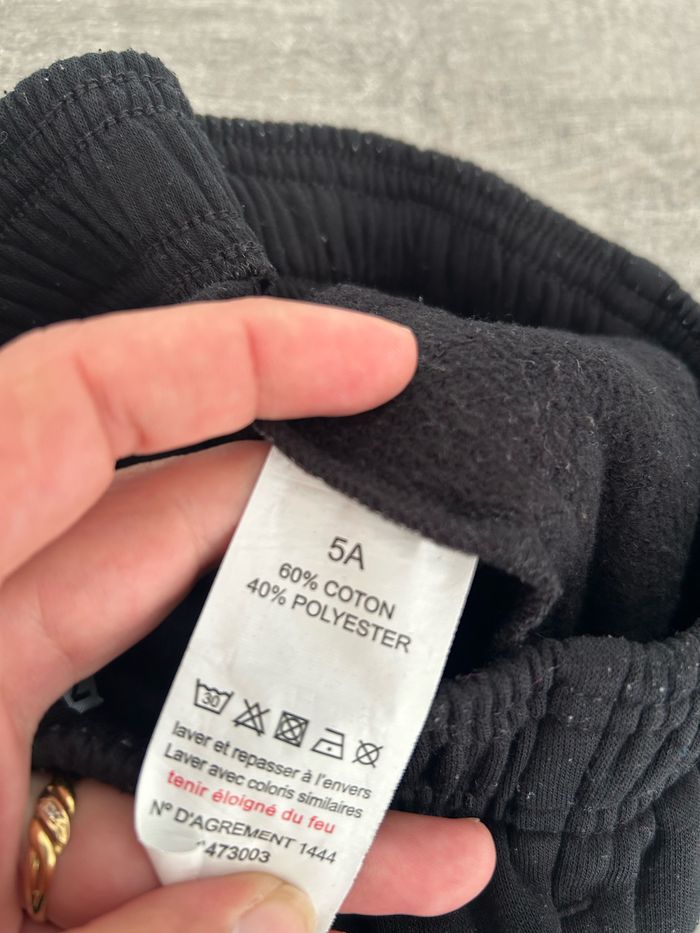 5A
60% COTON
40% POLYESTER
30
laver et repasser à l'envers
Laver avec coloris similaires
tenir éloigné du feu
N° D'AGREMENT 1444
473003